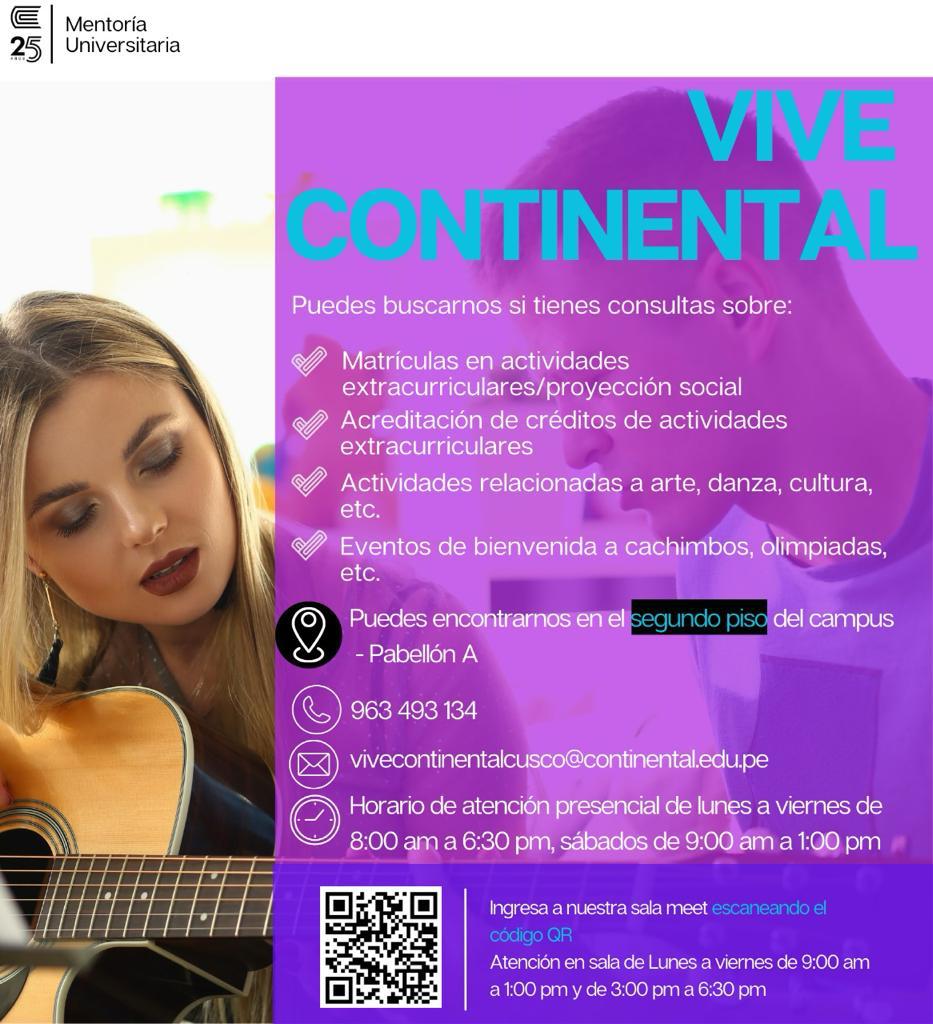 Mentoría
25 Universitaria
AÑOS
VIVE
CONTINENTAL
Puedes buscarnos si tienes consultas sobre:
Matrículas en actividades
extracurriculares/proyección social
Acreditación de créditos de actividades
extracurriculares
Actividades relacionadas a arte, danza, cultura,
etc.
Eventos de bienvenida a cachimbos, olimpiadas,
etc.
Puedes encontrarnos en el segundo piso del campus
- Pabellón A
963 493 134
vivecontinentalcusco@continental.edu.pe
Horario de atención presencial de lunes a viernes de
8:00 am a 6:30 pm, sábados de 9:00 am a 1:00 pm
Ingresa a nuestra sala meet escaneando el
código QR
Atención en sala de Lunes a viernes de 9:00 am
a 1:00 pm y de 3:00 pm a 6:30 pm